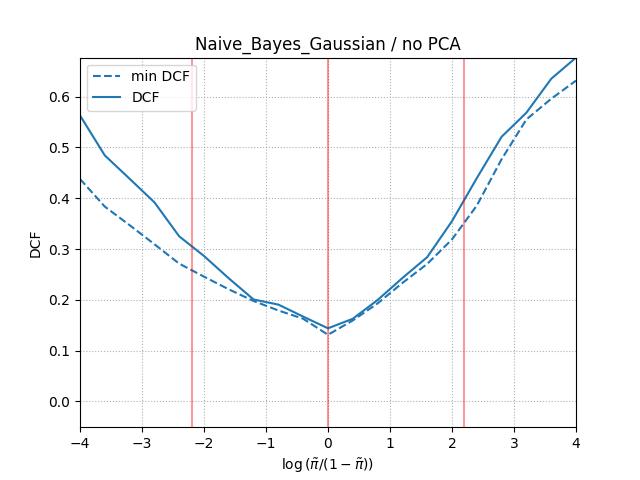 Naive_Bayes_Gaussian / no PCA
min DCF
DCF
DCF
0.6
0.5
0.4
0.3
0.2
0.1
0.0
−4 −3 −2 −1 0 1 2 3 4
log (π̃/(1 − π̃))